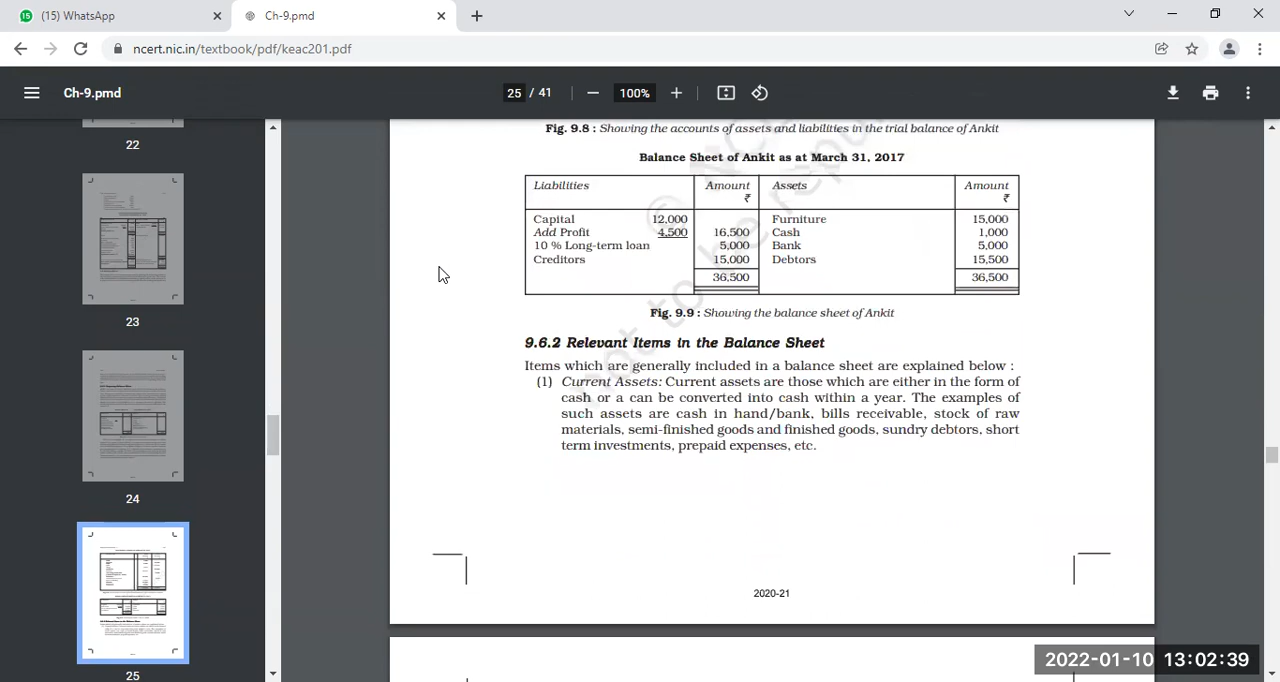 (15) WhatsApp
Ch-9.pmd
ncert.nic.in/textbook/pdf/keac201.pdf
Ch-9.pmd
25 / 41
100%
22
23
24
25
Fig. 9.8 : Showing the accounts of assets and liabilities in the trial balance of Ankit
Balance Sheet of Ankit as at March 31, 2017
Liabilities Amount ₹ Assets Amount ₹
Capital 12,000 Furniture 15,000
Add Profit 4,500 16,500 Cash 1,000
10 % Long-term loan 5,000 Bank 5,000
Creditors 15,000 Debtors 15,500
36,500 36,500
Fig. 9.9 : Showing the balance sheet of Ankit
9.6.2 Relevant Items in the Balance Sheet
Items which are generally included in a balance sheet are explained below :
(1) Current Assets: Current assets are those which are either in the form of
cash or a can be converted into cash within a year. The examples of
such assets are cash in hand/bank, bills receivable, stock of raw
materials, semi-finished goods and finished goods, sundry debtors, short
term investments, prepaid expenses, etc.
2020-21
2022-01-10 13:02:39